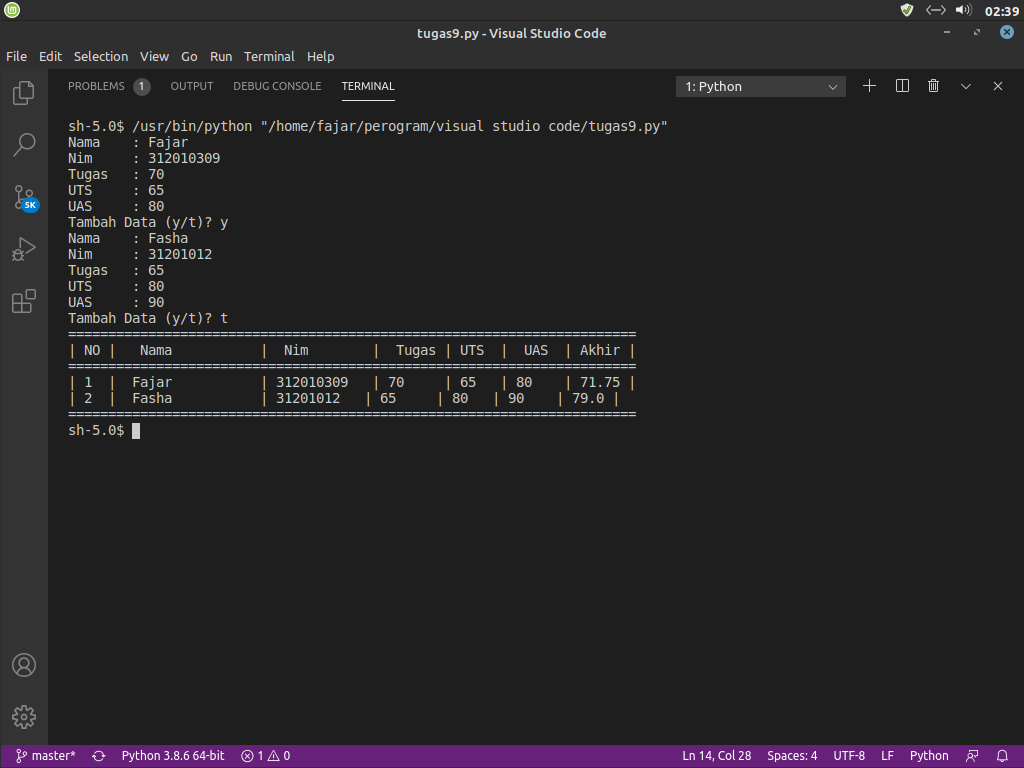 02:39
tugas9.py - Visual Studio Code
File Edit Selection View Go Run Terminal Help
PROBLEMS 1 OUTPUT DEBUG CONSOLE TERMINAL 1: Python
sh-5.0$ /usr/bin/python "/home/fajar/perogram/visual studio code/tugas9.py"
Nama    : Fajar
Nim     : 312010309
Tugas   : 70
UTS     : 65
UAS     : 80
Tambah Data (y/t)? y
Nama    : Fasha
Nim     : 31201012
Tugas   : 65
UTS     : 80
UAS     : 90
Tambah Data (y/t)? t
=======================================================================
| NO |   Nama           |  Nim        |  Tugas | UTS  |  UAS  | Akhir |
=======================================================================
| 1  |  Fajar           | 312010309   | 70     | 65   | 80    | 71.75 |
| 2  |  Fasha           | 31201012   | 65     | 80   | 90    | 79.0 |
=======================================================================
sh-5.0$
SK
master* Python 3.8.6 64-bit 1 0 Ln 14, Col 28 Spaces: 4 UTF-8 LF Python